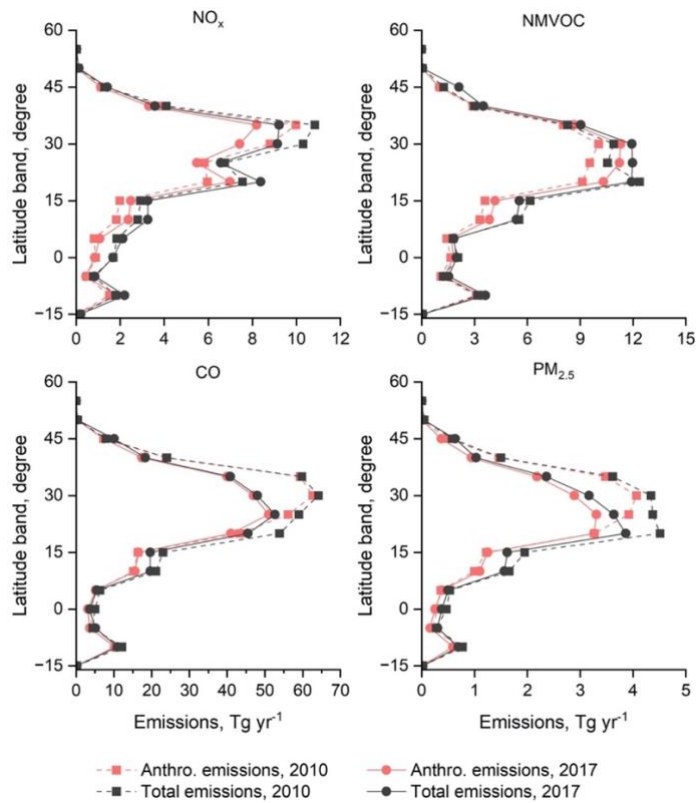 NOₓ
NMVOC
Latitude band, degree
60
45
30
15
0
−15
0 2 4 6 8 10 12
Latitude band, degree
60
45
30
15
0
−15
0 3 6 9 12 15
CO
PM₂.₅
Latitude band, degree
60
45
30
15
0
−15
0 10 20 30 40 50 60 70
Emissions, Tg yr⁻¹
Latitude band, degree
60
45
30
15
0
−15
0 1 2 3 4 5
Emissions, Tg yr⁻¹
Anthro. emissions, 2010
Anthro. emissions, 2017
Total emissions, 2010
Total emissions, 2017